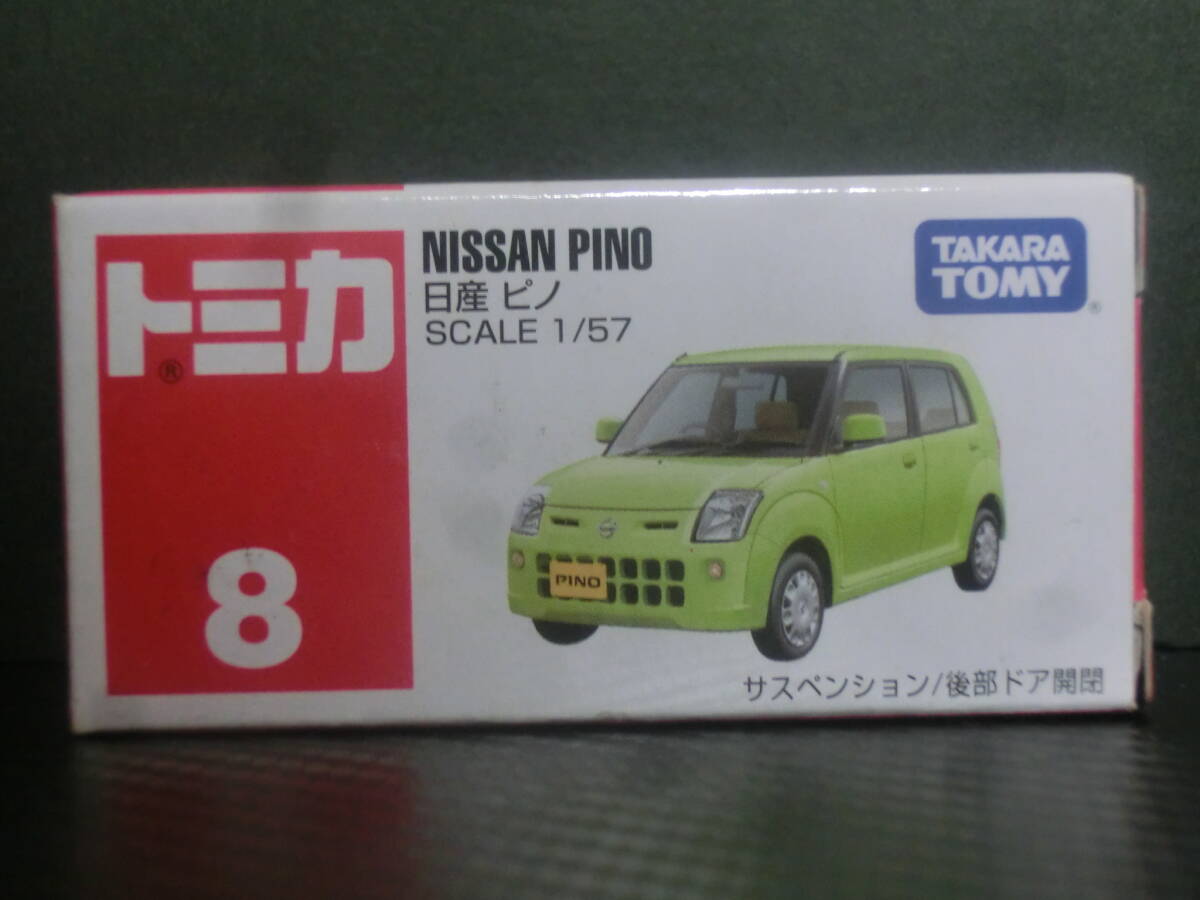 トミカ
®
8
NISSAN PINO
日産 ピノ
SCALE 1/57
TAKARA
TOMY
®
PINO
サスペンション/後部ドア開閉